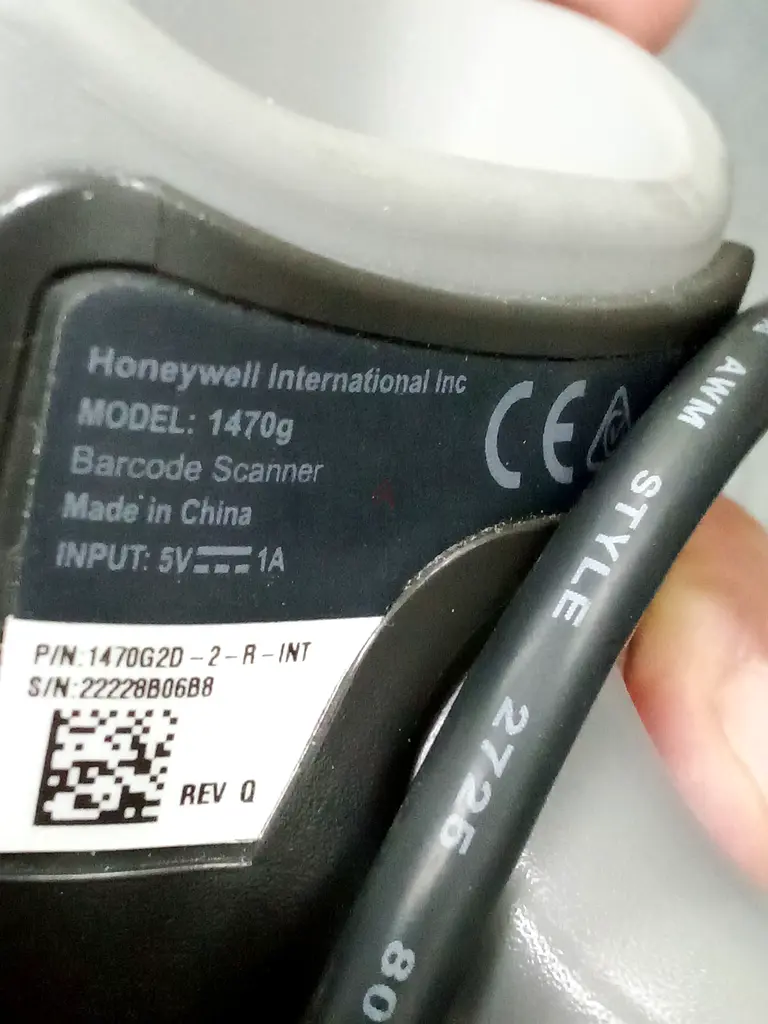 Honeywell International Inc
MODEL: 1470g
Barcode Scanner
Made in China
INPUT: 5V⎓1A
CE
P/N:1470G2D-2-R-INT
S/N:22228B06B8
REV Q
AWM STYLE 2725 80